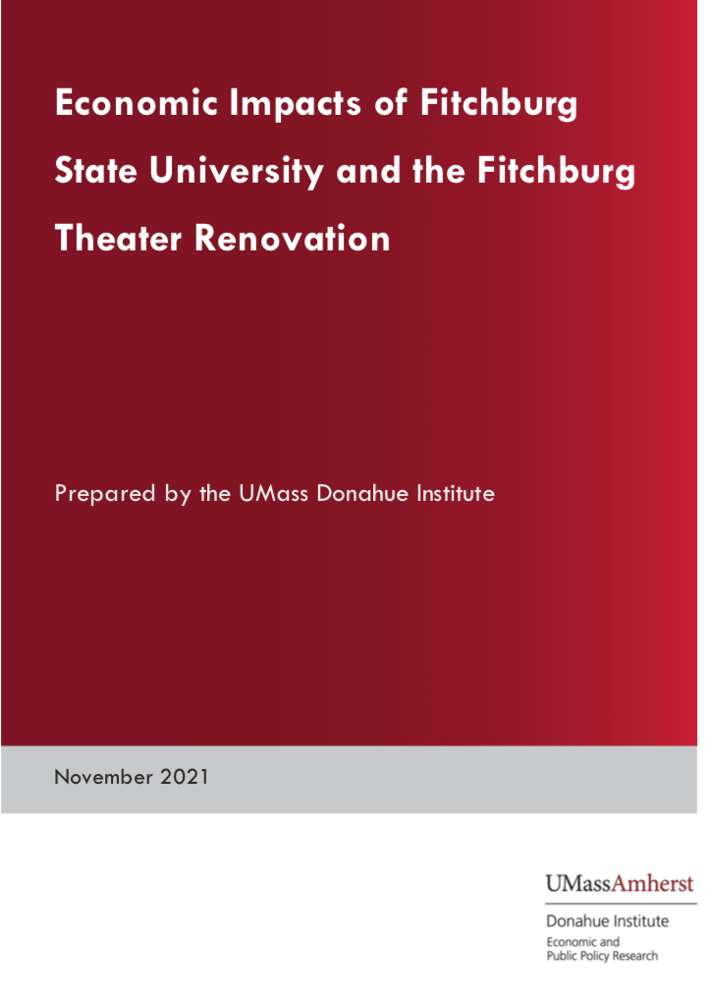 Economic Impacts of Fitchburg
State University and the Fitchburg
Theater Renovation
Prepared by the UMass Donahue Institute
November 2021
UMassAmherst
Donahue Institute
Economic and
Public Policy Research